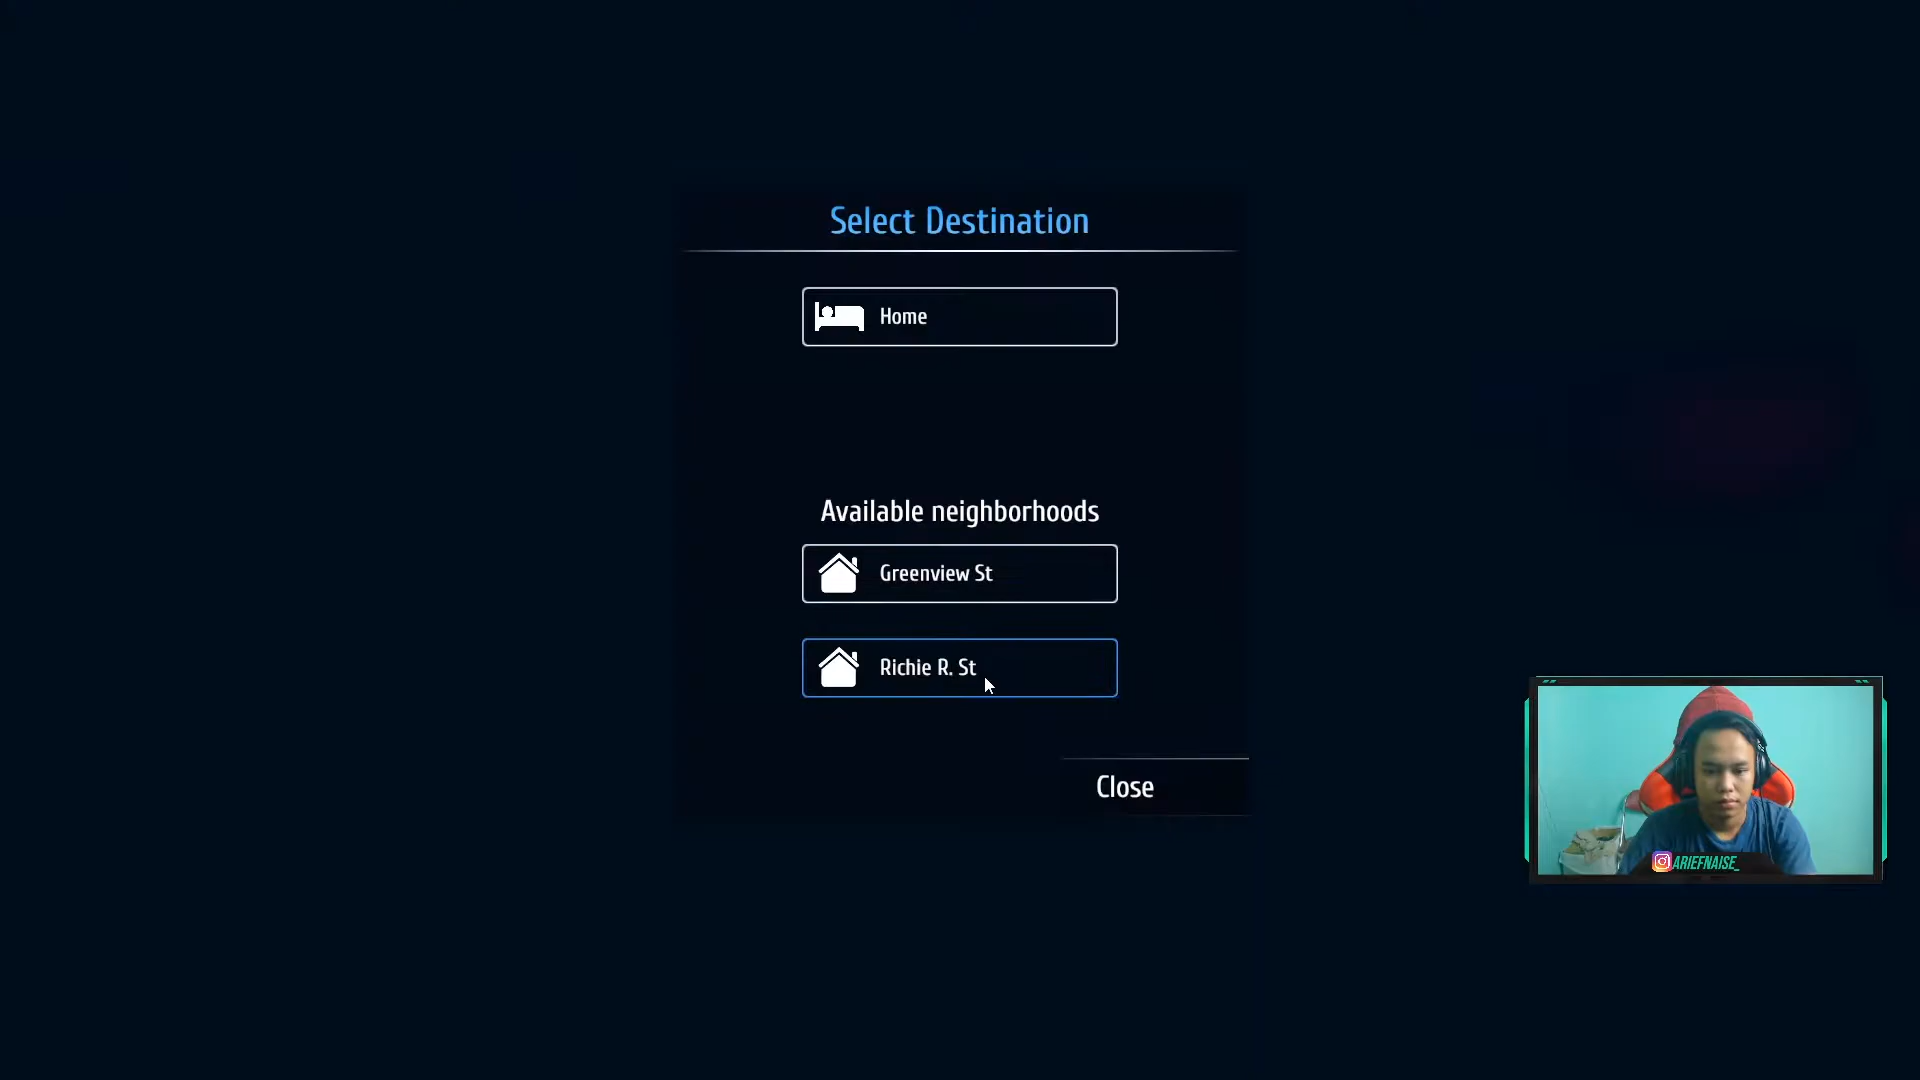 Select Destination
Home
Available neighborhoods
Greenview St
Richie R. St
Close
ARIEFNAISE_